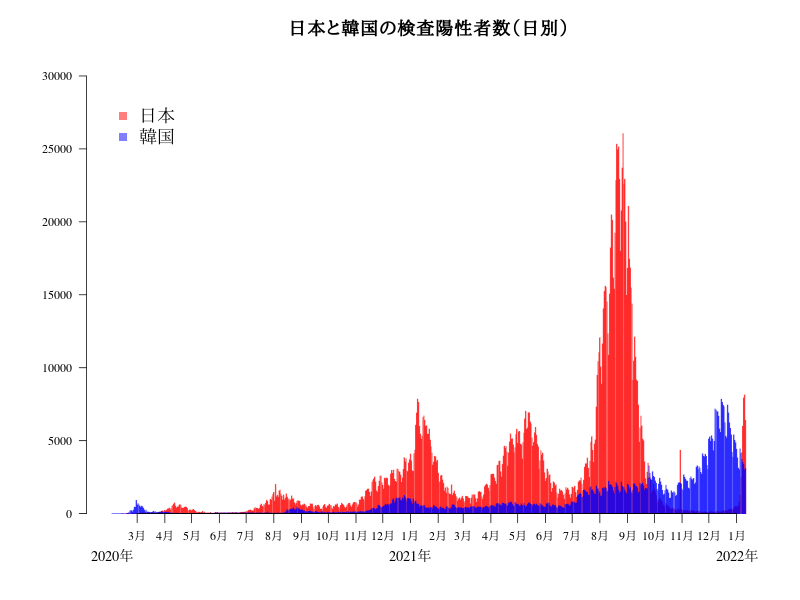 日本と韓国の検査陽性者数（日別）
30000
日本
韓国
25000
20000
15000
10000
5000
0
3月 4月 5月 6月 7月 8月 9月 10月 11月 12月 1月 2月 3月 4月 5月 6月 7月 8月 9月 10月 11月 12月 1月
2020年 2021年 2022年